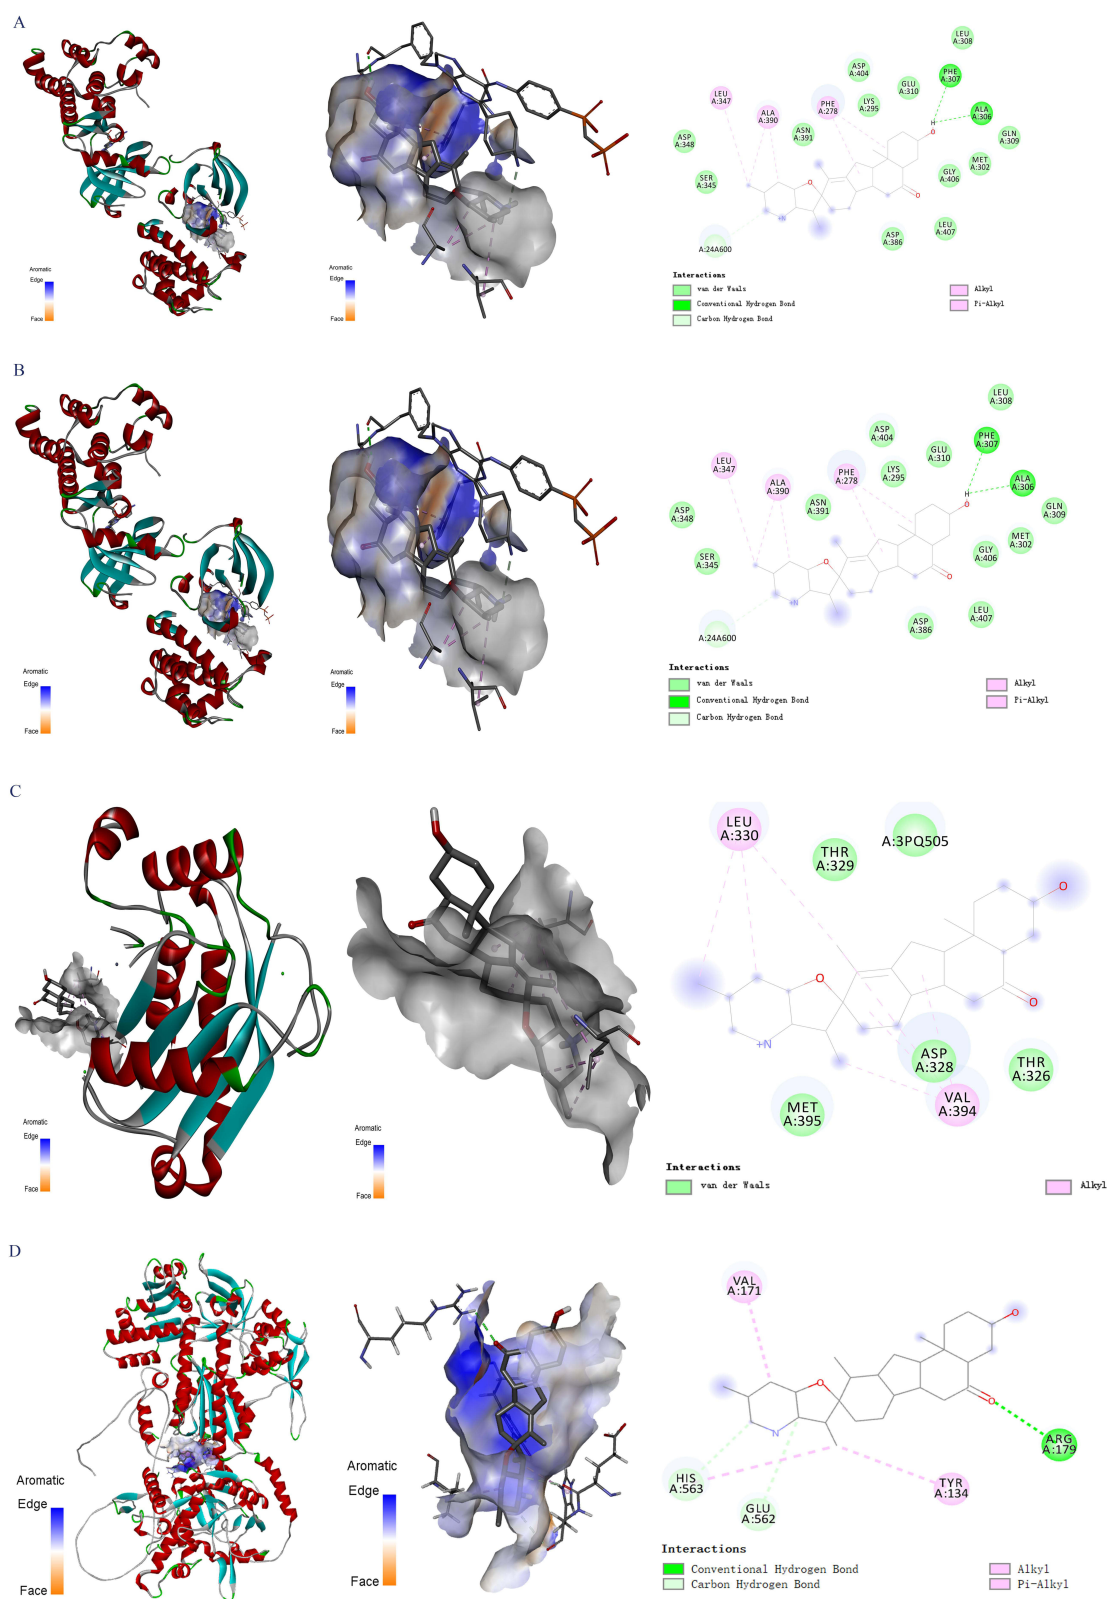 A
Aromatic
Edge
Face
Aromatic
Edge
Face
LEU
A:308
ASP
A:404
PHE
A:307
GLU
A:310
LEU
A:347
PHE
A:278
LYS
A:295
ALA
A:306
ALA
A:390
ASN
A:391
GLN
A:309
ASP
A:348
MET
A:302
GLY
A:406
SER
A:345
H
O
O
O
+N
LEU
A:407
ASP
A:386
A:24A600
Interactions
van der Waals
Conventional Hydrogen Bond
Carbon Hydrogen Bond
Alkyl
Pi-Alkyl
B
Aromatic
Edge
Face
Aromatic
Edge
Face
LEU
A:308
ASP
A:404
PHE
A:307
GLU
A:310
LEU
A:347
PHE
A:278
LYS
A:295
ALA
A:306
ALA
A:390
ASN
A:391
GLN
A:309
ASP
A:348
MET
A:302
GLY
A:406
SER
A:345
H
O
O
O
+N
LEU
A:407
ASP
A:386
A:24A600
Interactions
van der Waals
Conventional Hydrogen Bond
Carbon Hydrogen Bond
Alkyl
Pi-Alkyl
C
Aromatic
Edge
Face
Aromatic
Edge
Face
LEU
A:330
THR
A:329
A:3PQ505
O
O
O
+N
ASP
A:328
THR
A:326
VAL
A:394
MET
A:395
Interactions
van der Waals
Alkyl
D
Aromatic
Edge
Face
Aromatic
Edge
Face
VAL
A:171
O
O
O
N
ARG
A:179
HIS
A:563
TYR
A:134
GLU
A:562
Interactions
Conventional Hydrogen Bond
Carbon Hydrogen Bond
Alkyl
Pi-Alkyl